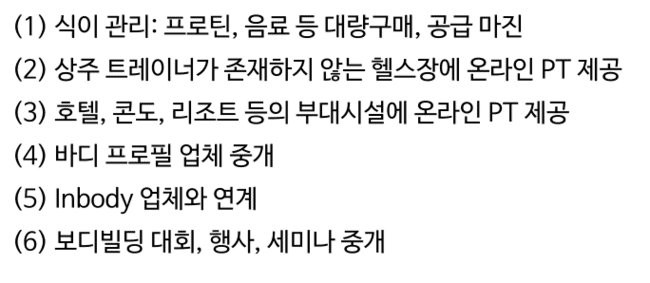 (1) 식이 관리: 프로틴, 음료 등 대량구매, 공급 마진
(2) 상주 트레이너가 존재하지 않는 헬스장에 온라인 PT 제공
(3) 호텔, 콘도, 리조트 등의 부대시설에 온라인 PT 제공
(4) 바디 프로필 업체 중개
(5) Inbody 업체와 연계
(6) 보디빌딩 대회, 행사, 세미나 중개